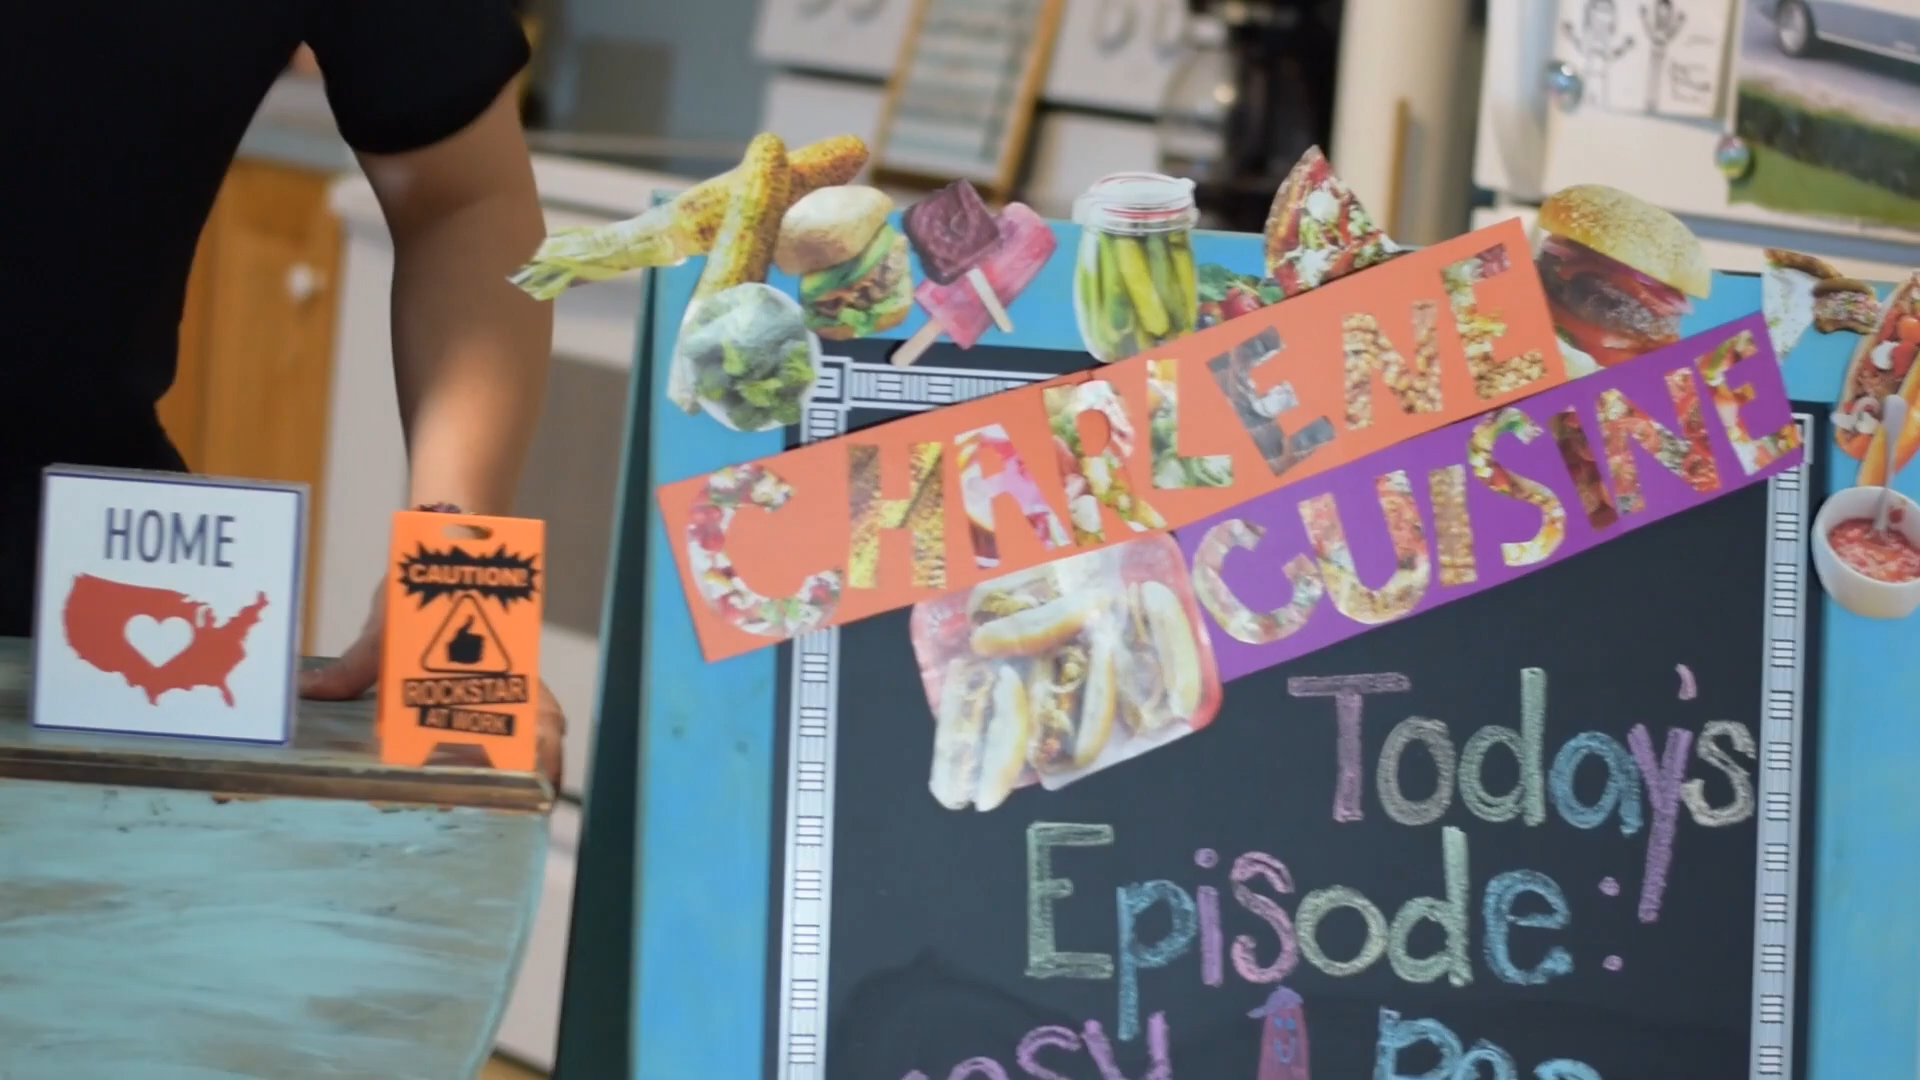 HOME
CAUTION!
ROCKSTAR
AT WORK
CHARLENE
CUISINE
Today's
Episode: